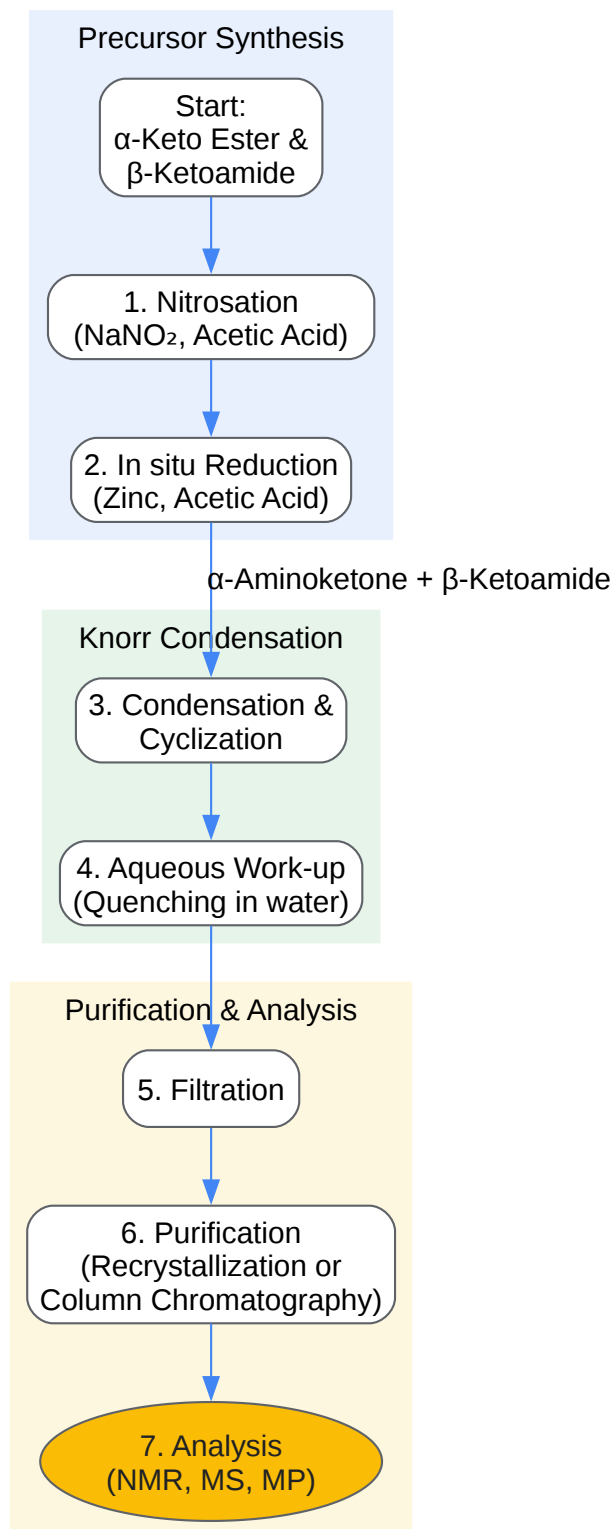 Precursor Synthesis
Start:
α-Keto Ester &
β-Ketoamide
1. Nitrosation
(NaNO₂, Acetic Acid)
2. In situ Reduction
(Zinc, Acetic Acid)
α-Aminoketone + β-Ketoamide
Knorr Condensation
3. Condensation &
Cyclization
4. Aqueous Work-up
(Quenching in water)
Purification & Analysis
5. Filtration
6. Purification
(Recrystallization or
Column Chromatography)
7. Analysis
(NMR, MS, MP)